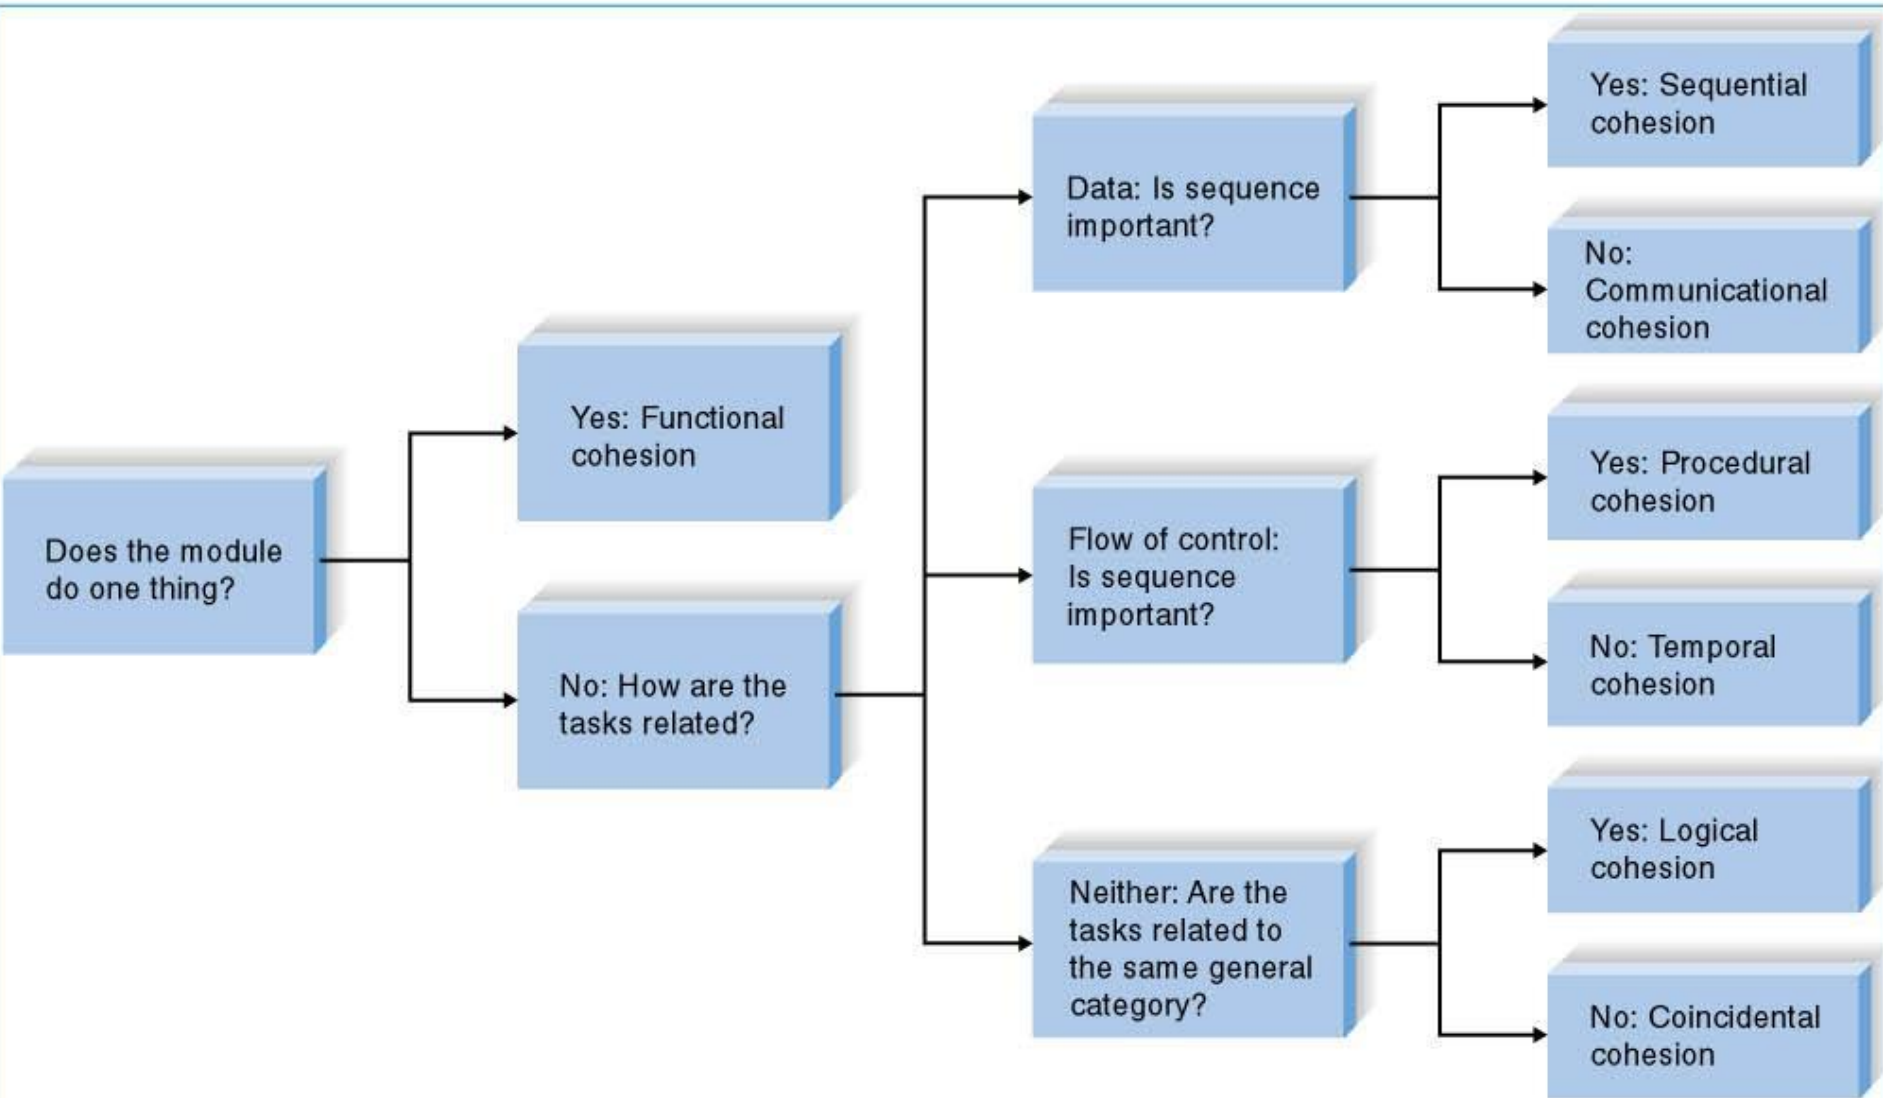 Does the module
do one thing?
Yes: Functional
cohesion
No: How are the
tasks related?
Data: Is sequence
important?
Yes: Sequential
cohesion
No:
Communicational
cohesion
Flow of control:
Is sequence
important?
Yes: Procedural
cohesion
No: Temporal
cohesion
Neither: Are the
tasks related to
the same general
category?
Yes: Logical
cohesion
No: Coincidental
cohesion